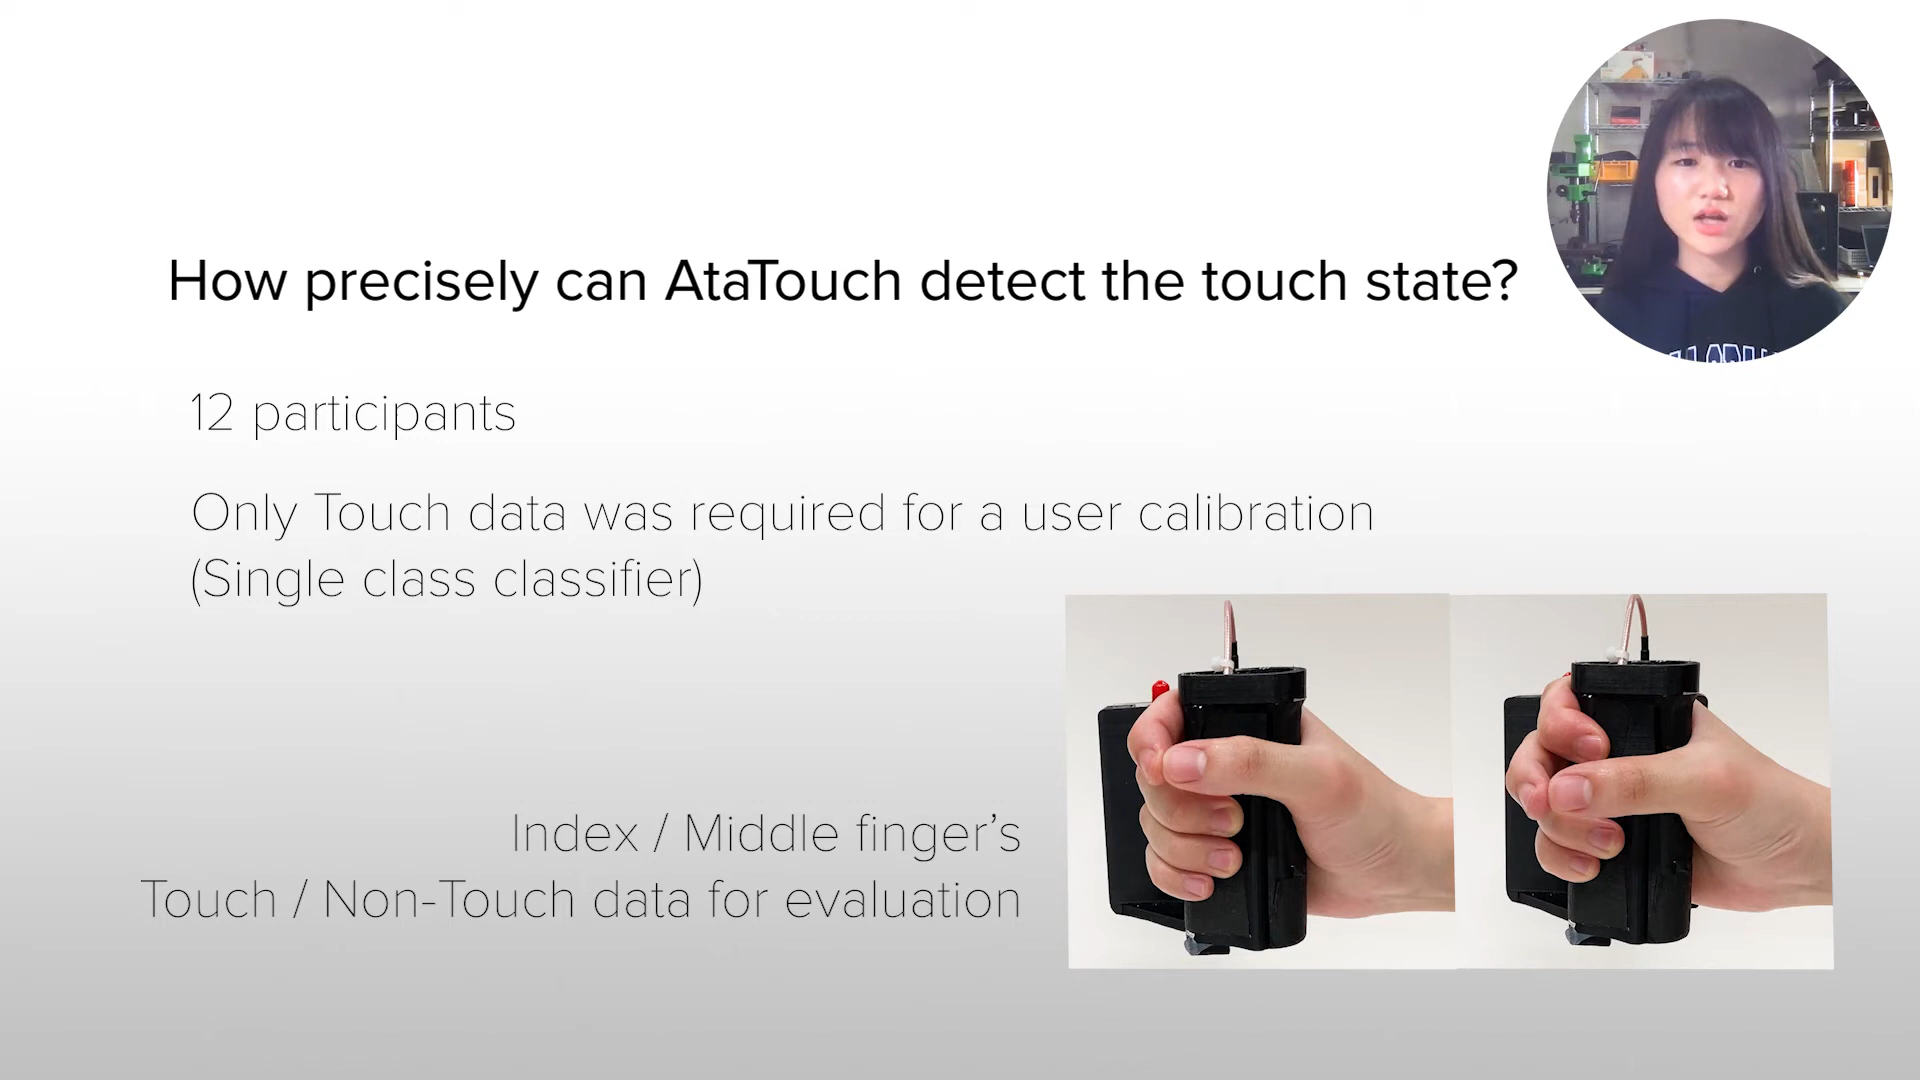 How precisely can AtaTouch detect the touch state?
12 participants
Only Touch data was required for a user calibration
(Single class classifier)
Index / Middle finger’s
Touch / Non-Touch data for evaluation